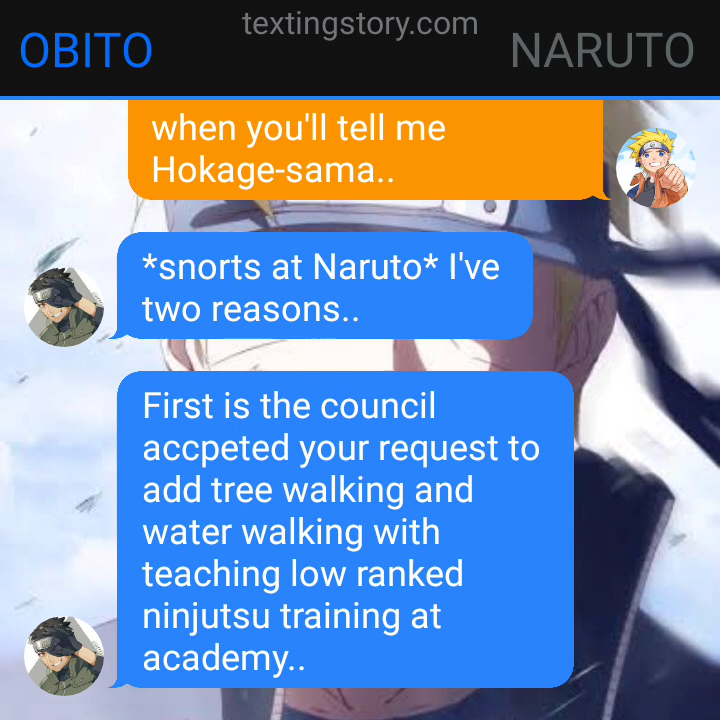 textingstory.com
OBITO
NARUTO
when you'll tell me
Hokage-sama..
*snorts at Naruto* I've
two reasons..
First is the council
accpeted your request to
add tree walking and
water walking with
teaching low ranked
ninjutsu training at
academy..